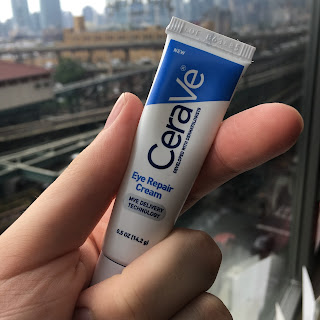 NEW
CeraVe®
DEVELOPED WITH DERMATOLOGISTS
Eye Repair
Cream
MVE DELIVERY
TECHNOLOGY
0.5 OZ (14.2 g)